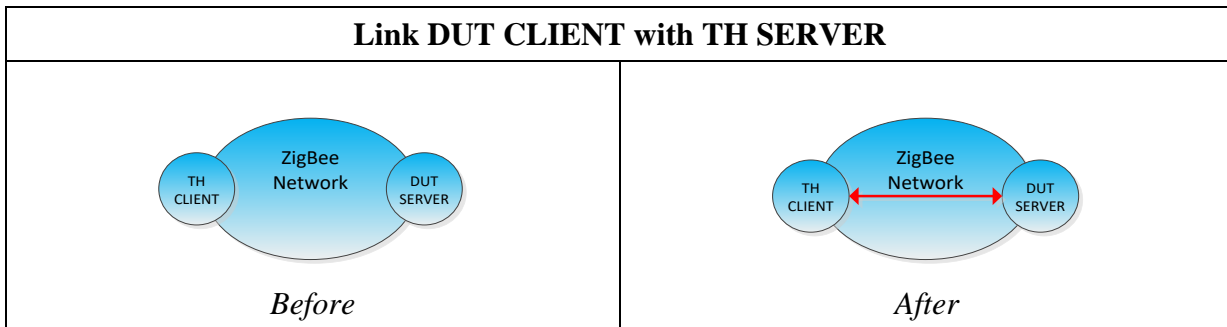 Link DUT CLIENT with TH SERVER
ZigBee
Network
TH
CLIENT
DUT
SERVER
Before
ZigBee
Network
TH
CLIENT
DUT
SERVER
After